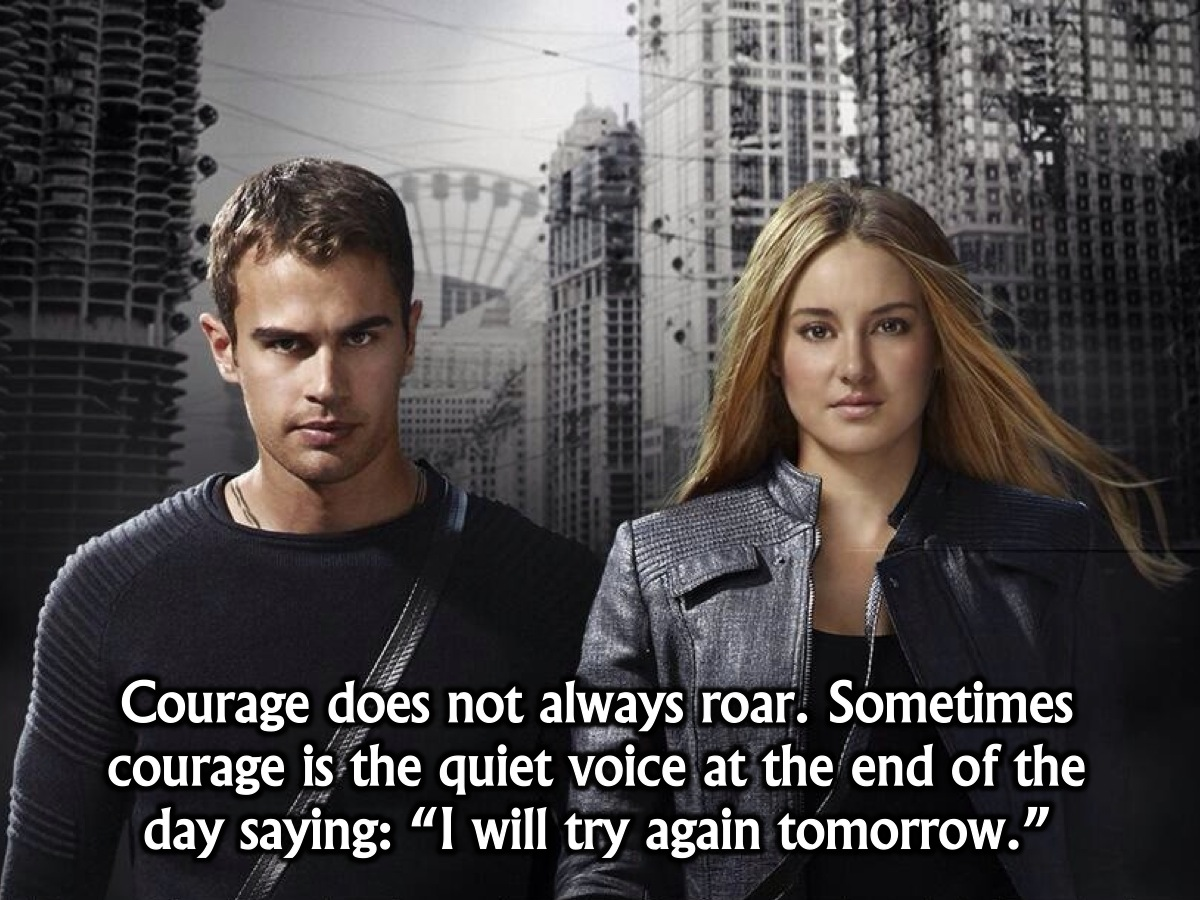 Courage does not always roar. Sometimes
courage is the quiet voice at the end of the
day saying: “I will try again tomorrow.”